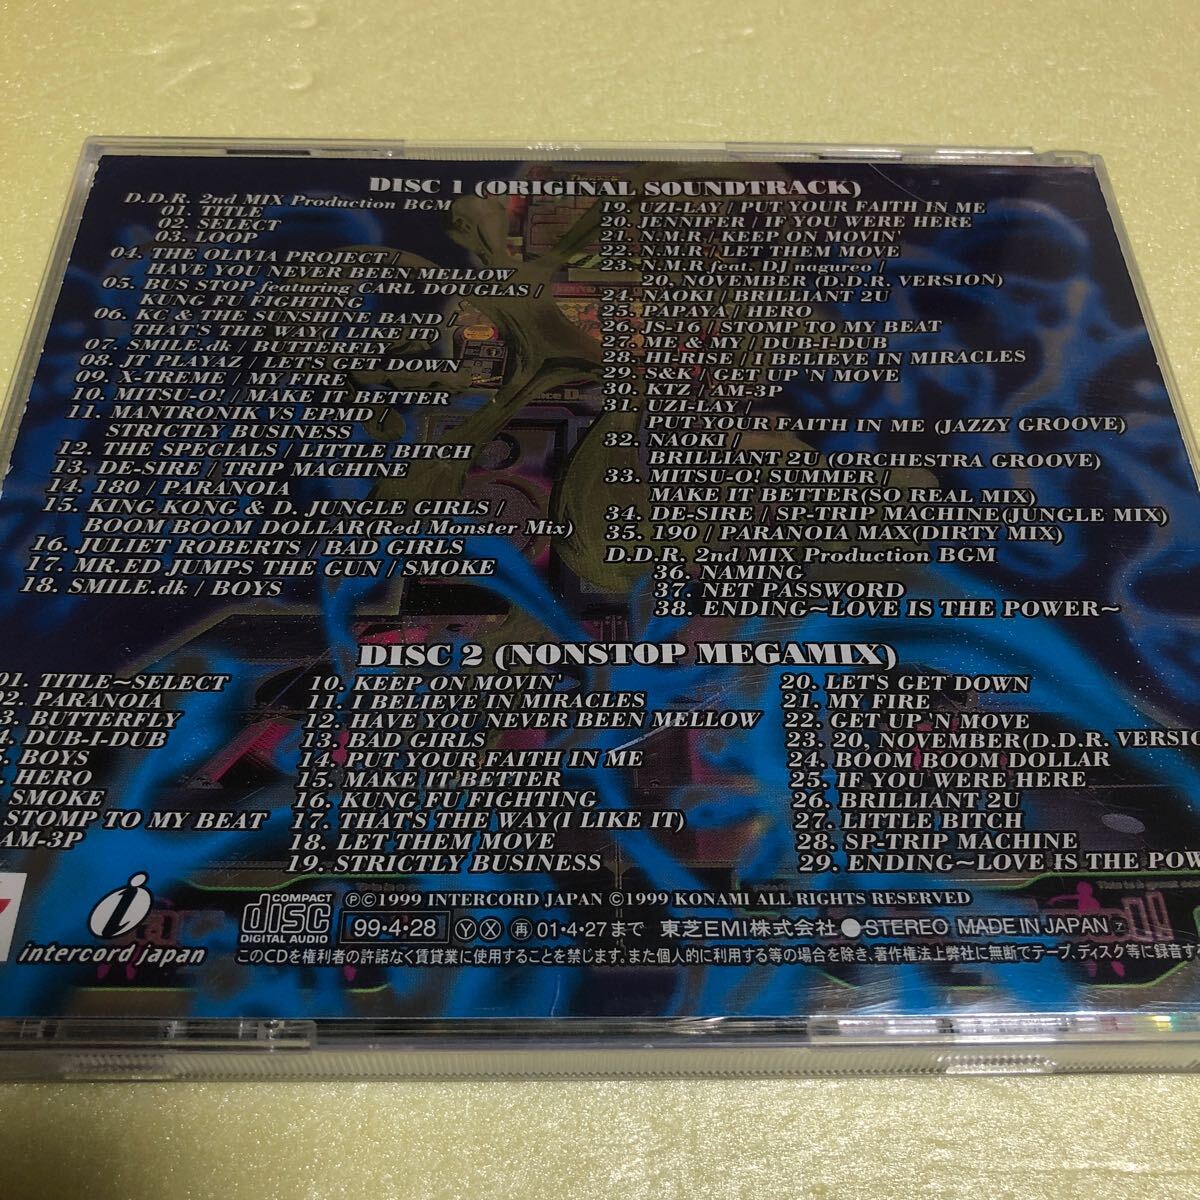 DISC 1 (ORIGINAL SOUNDTRACK)
D.D.R. 2nd MIX Production BGM
01. TITLE
02. SELECT
03. LOOP
04. THE OLIVIA PROJECT /
HAVE YOU NEVER BEEN MELLOW
05. BUS STOP featuring CARL DOUGLAS /
KUNG FU FIGHTING
06. KC & THE SUNSHINE BAND /
THAT'S THE WAY(I LIKE IT)
07. SMILE.dk / BUTTERFLY
08. JT PLAYAZ / LET'S GET DOWN
09. X-TREME / MY FIRE
10. MITSU-O! / MAKE IT BETTER
11. MANTRONIK VS EPMD /
STRICTLY BUSINESS
12. THE SPECIALS / LITTLE BITCH
13. DE-SIRE / TRIP MACHINE
14. 180 / PARANOIA
15. KING KONG & D. JUNGLE GIRLS /
BOOM BOOM DOLLAR(Red Monster Mix)
16. JULIET ROBERTS / BAD GIRLS
17. MR.ED JUMPS THE GUN / SMOKE
18. SMILE.dk / BOYS
19. UZI-LAY / PUT YOUR FAITH IN ME
20. JENNIFER / IF YOU WERE HERE
21. N.M.R / KEEP ON MOVIN'
22. N.M.R / LET THEM MOVE
23. N.M.R feat. DJ nagureo /
20, NOVEMBER (D.D.R. VERSION)
24. NAOKI / BRILLIANT 2U
25. PAPAYA / HERO
26. JS-16 / STOMP TO MY BEAT
27. ME & MY / DUB-I-DUB
28. HI-RISE / I BELIEVE IN MIRACLES
29. S&K / GET UP 'N MOVE
30. KTZ / AM-3P
31. UZI-LAY /
PUT YOUR FAITH IN ME (JAZZY GROOVE)
32. NAOKI /
BRILLIANT 2U (ORCHESTRA GROOVE)
33. MITSU-O! SUMMER /
MAKE IT BETTER(SO REAL MIX)
34. DE-SIRE / SP-TRIP MACHINE(JUNGLE MIX)
35. 190 / PARANOIA MAX(DIRTY MIX)
D.D.R. 2nd MIX Production BGM
36. NAMING
37. NET PASSWORD
38. ENDING~LOVE IS THE POWER~
DISC 2 (NONSTOP MEGAMIX)
01. TITLE~SELECT
02. PARANOIA
3. BUTTERFLY
4. DUB-I-DUB
BOYS
HERO
SMOKE
STOMP TO MY BEAT
AM-3P
10. KEEP ON MOVIN'
11. I BELIEVE IN MIRACLES
12. HAVE YOU NEVER BEEN MELLOW
13. BAD GIRLS
14. PUT YOUR FAITH IN ME
15. MAKE IT BETTER
16. KUNG FU FIGHTING
17. THAT'S THE WAY(I LIKE IT)
18. LET THEM MOVE
19. STRICTLY BUSINESS
20. LET'S GET DOWN
21. MY FIRE
22. GET UP 'N MOVE
23. 20, NOVEMBER(D.D.R. VERSIO
24. BOOM BOOM DOLLAR
25. IF YOU WERE HERE
26. BRILLIANT 2U
27. LITTLE BITCH
28. SP-TRIP MACHINE
29. ENDING~LOVE IS THE POW
intercord japan
COMPACT disc DIGITAL AUDIO
Ⓟ©1999 INTERCORD JAPAN ©1999 KONAMI ALL RIGHTS RESERVED
99・4・28 Ⓨ Ⓧ 再 01・4・27まで 東芝EMI株式会社 ●STEREO MADE IN JAPAN
このCDを権利者の許諾なく賃貸業に使用することを禁じます。また個人的に利用する等の場合を除き、著作権法上弊社に無断でテープ、ディスク等に録音す